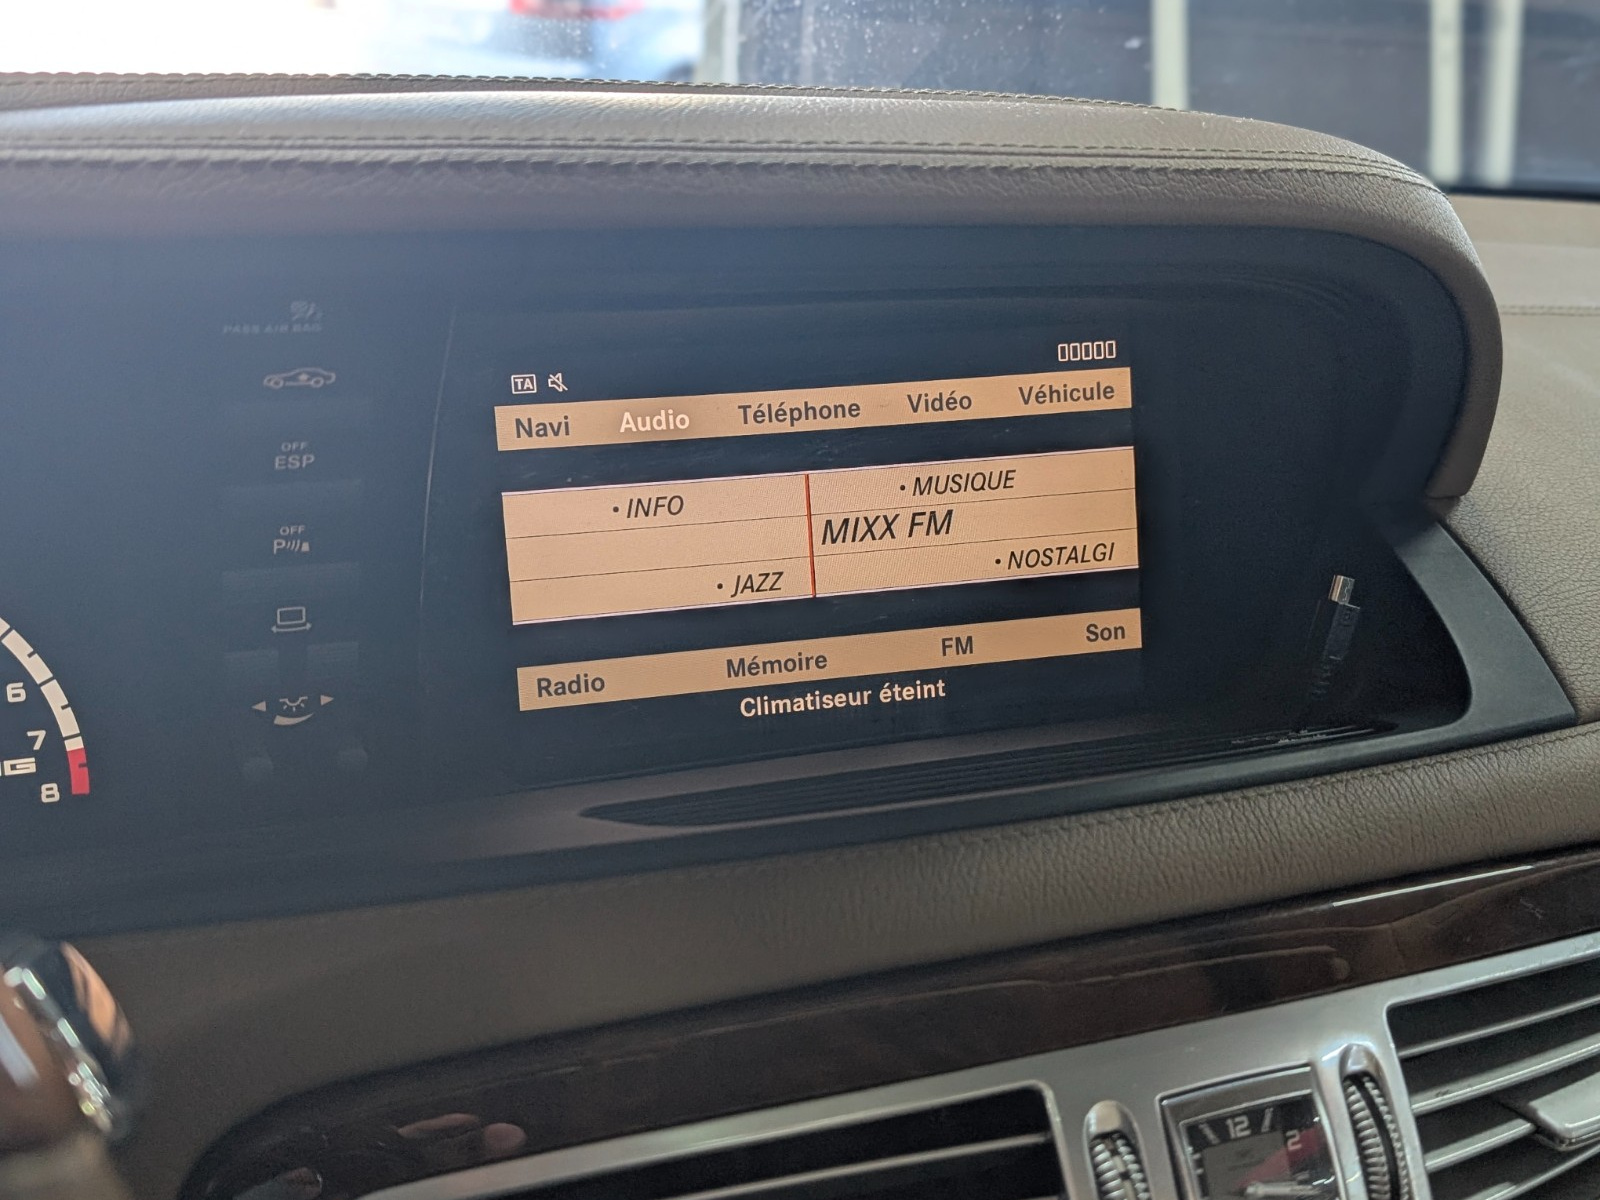 PASS AIR BAG
OFF
ESP
OFF
P
6
7
8
TA
Navi Audio Téléphone Vidéo Véhicule
• INFO • MUSIQUE
MIXX FM
• JAZZ • NOSTALGI
Radio Mémoire FM Son
Climatiseur éteint
12
2